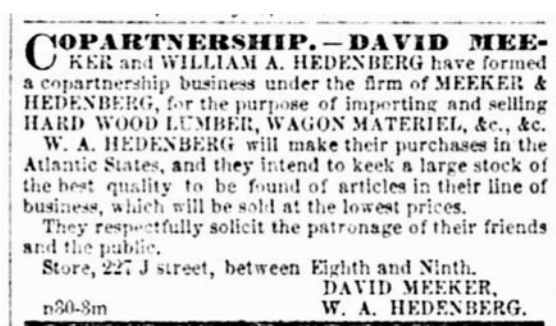 COPARTNERSHIP.—DAVID MEE-
KER and WILLIAM A. HEDENBERG have formed
a copartnership business under the firm of MEEKER &
HEDENBERG, for the purpose of importing and selling
HARD WOOD LUMBER, WAGON MATERIEL, &c., &c.
W. A. HEDENBERG will make their purchases in the
Atlantic States, and they intend to keek a large stock of
the best quality to be found of articles in their line of
business, which will be sold at the lowest prices.
They respectfully solicit the patronage of their friends
and the public.
Store, 227 J street, between Eighth and Ninth.
DAVID MEEKER,
n30-3m W. A. HEDENBERG.